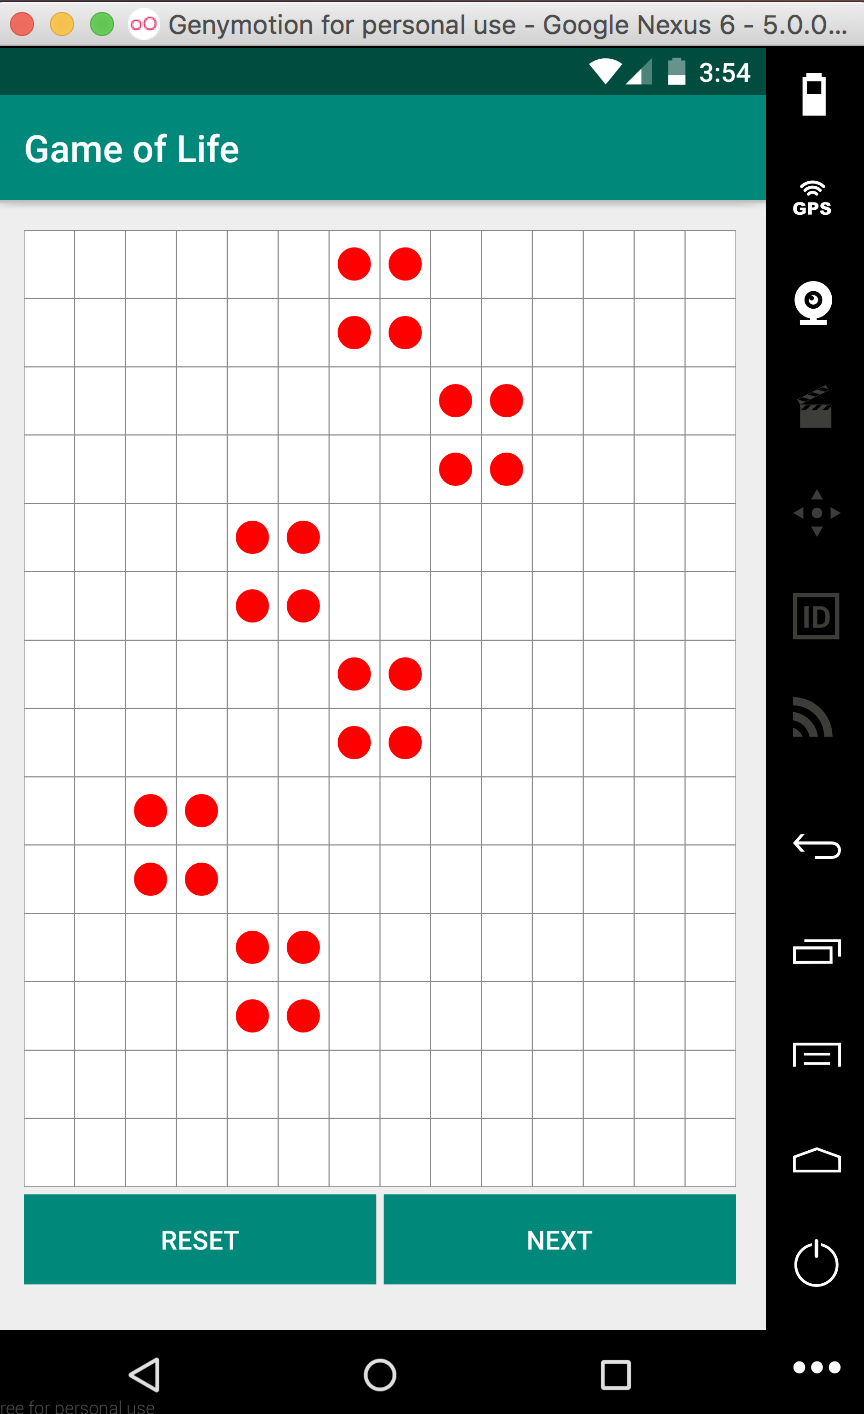 Genymotion for personal use - Google Nexus 6 - 5.0.0...
3:54
Game of Life
GPS
ID
RESET
NEXT
ree for personal use